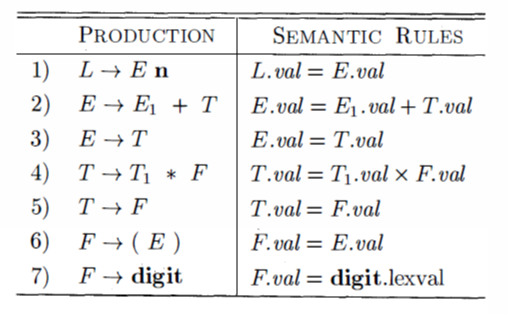 PRODUCTION SEMANTIC RULES
1) L → E n L.val = E.val
2) E → E₁ + T E.val = E₁.val + T.val
3) E → T E.val = T.val
4) T → T₁ * F T.val = T₁.val × F.val
5) T → F T.val = F.val
6) F → ( E ) F.val = E.val
7) F → digit F.val = digit.lexval